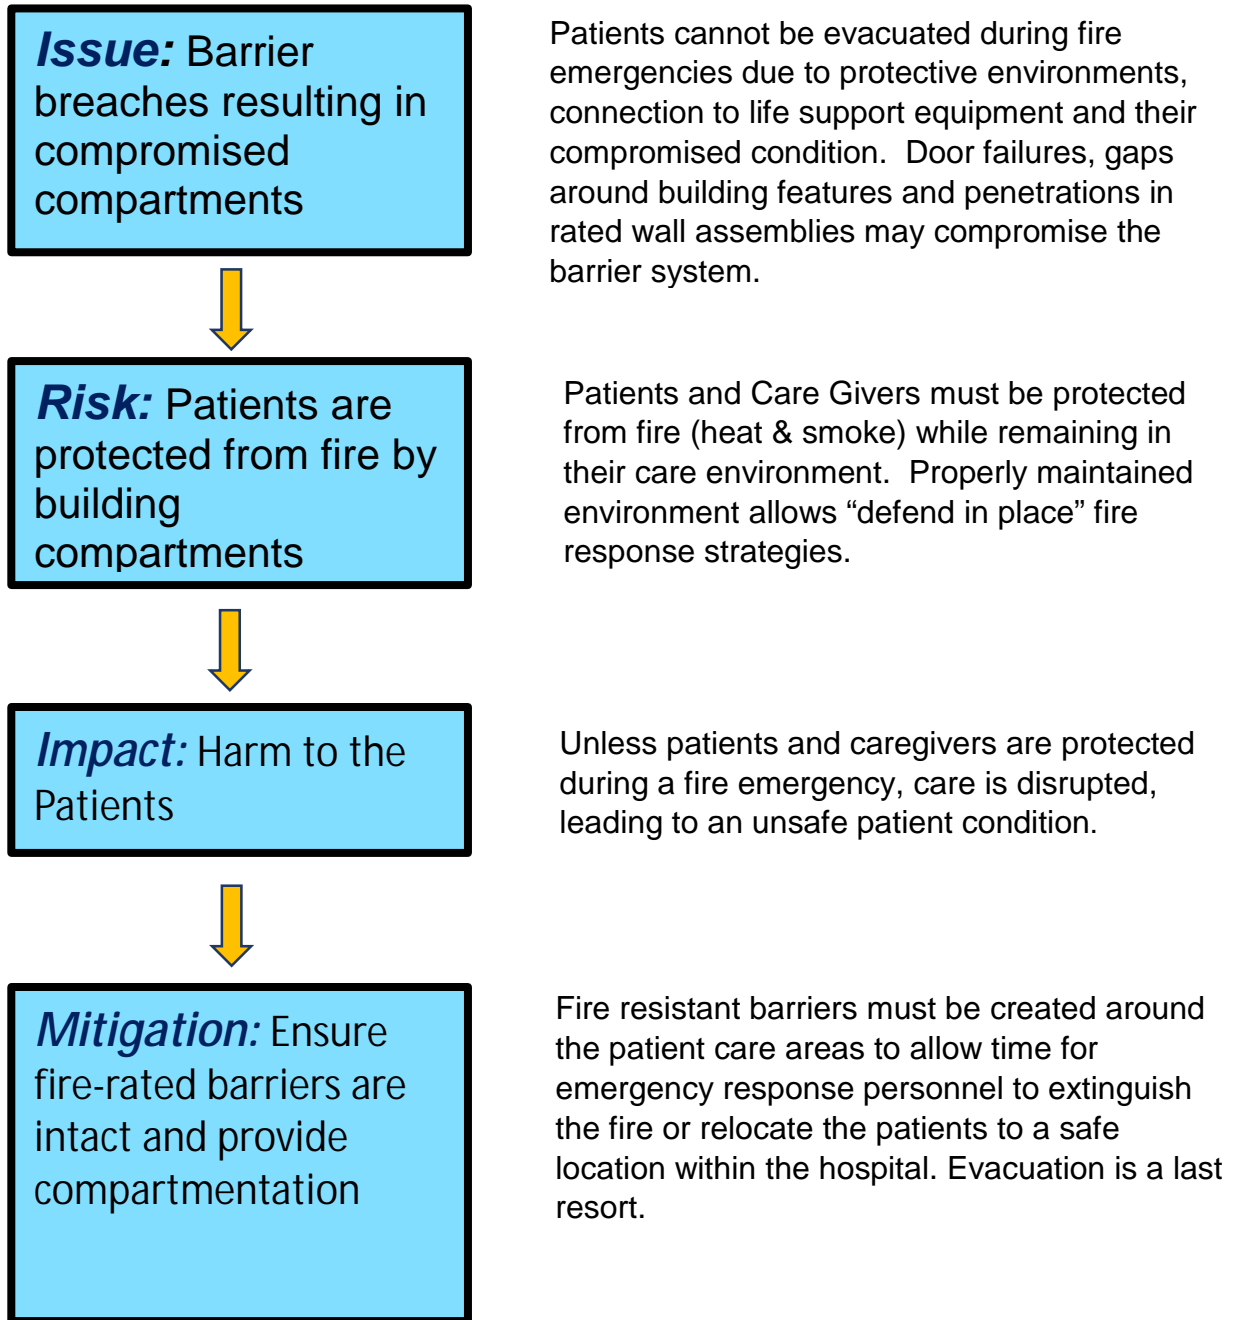 Issue: Barrier
breaches resulting in
compromised
compartments
Patients cannot be evacuated during fire
emergencies due to protective environments,
connection to life support equipment and their
compromised condition.  Door failures, gaps
around building features and penetrations in
rated wall assemblies may compromise the
barrier system.
Risk: Patients are
protected from fire by
building
compartments
Patients and Care Givers must be protected
from fire (heat & smoke) while remaining in
their care environment.  Properly maintained
environment allows “defend in place” fire
response strategies.
Impact: Harm to the
Patients
Unless patients and caregivers are protected
during a fire emergency, care is disrupted,
leading to an unsafe patient condition.
Mitigation: Ensure
fire-rated barriers are
intact and provide
compartmentation
Fire resistant barriers must be created around
the patient care areas to allow time for
emergency response personnel to extinguish
the fire or relocate the patients to a safe
location within the hospital. Evacuation is a last
resort.